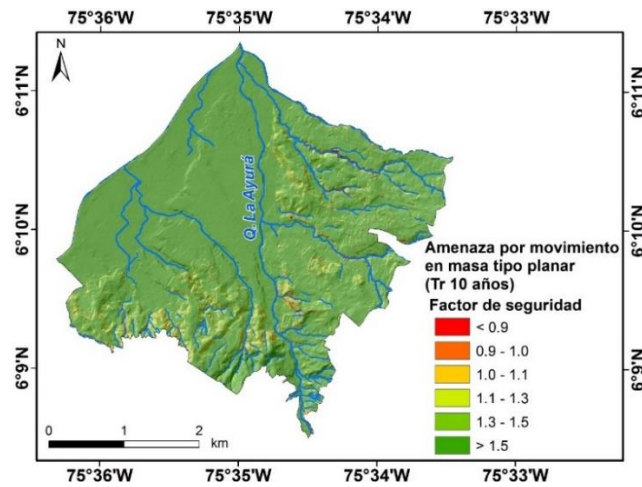 75°36'W 75°35'W 75°34'W 75°33'W
N
6°11'N 6°11'N
Q. La Ayurá
6°10'N 6°10'N
Amenaza por movimiento
en masa tipo planar
(Tr 10 años)
Factor de seguridad
< 0.9
0.9 - 1.0
1.0 - 1.1
1.1 - 1.3
1.3 - 1.5
> 1.5
6°9'N 6°9'N
0 1 2
km
75°36'W 75°35'W 75°34'W 75°33'W